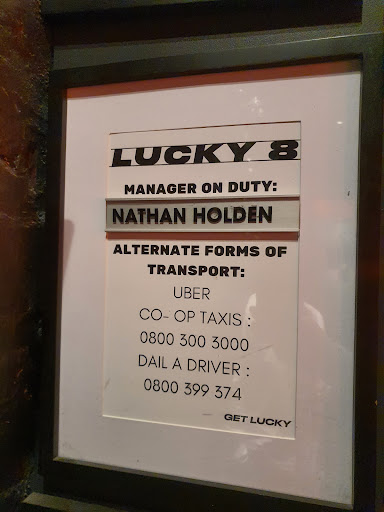 LUCKY 8
MANAGER ON DUTY:
NATHAN HOLDEN
ALTERNATE FORMS OF
TRANSPORT:
UBER
CO- OP TAXIS :
0800 300 3000
DAIL A DRIVER :
0800 399 374
GET LUCKY